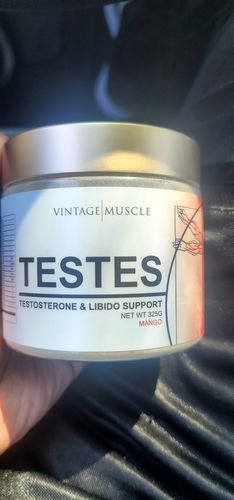 VINTAGE|MUSCLE
TESTES
TESTOSTERONE & LIBIDO SUPPORT
NET WT 325G
MANGO